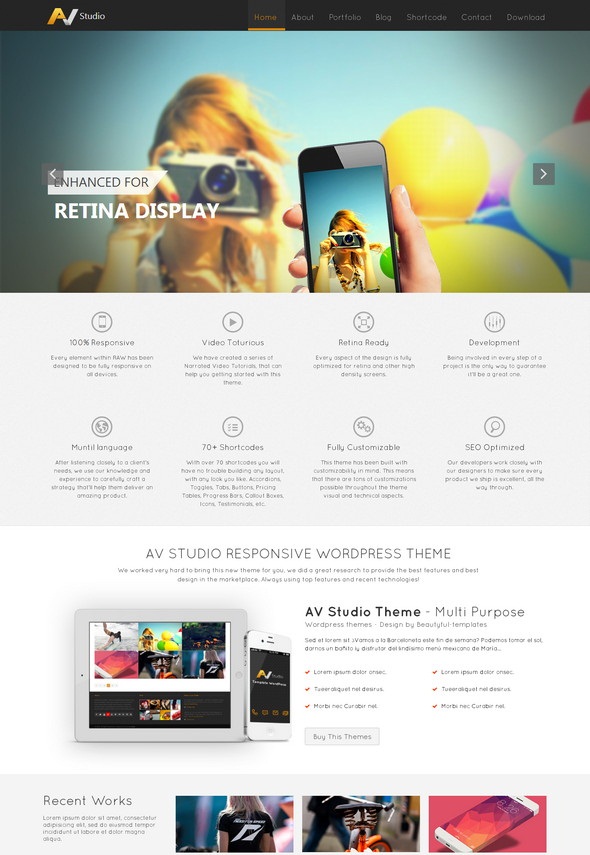 AV Studio
Home About Portfolio Blog Shortcode Contact Download
ENHANCED FOR
RETINA DISPLAY
100% Responsive
Every element within RAW has been
designed to be fully responsive on
all devices.
Video Toturious
We have created a series of
Narrated Video Tutorials, that can
help you getting started with this
theme.
Retina Ready
Every aspect of the design is fully
optimized for retina and other high
density screens.
Development
Being involved in every step of a
project is the only way to guarantee
it'll be a great one.
Muntil language
After listening closely to a client's
needs, we use our knowledge and
experience to carefully craft a
strategy that'll help them deliver an
amazing product.
70+ Shortcodes
With over 70 shortcodes you will
have no trouble building any layout,
with any look you like. Accordions,
Toggles, Tabs, Buttons, Pricing
Tables, Progress Bars, Callout Boxes,
Icons, Testimonials, etc.
Fully Customizable
This theme has been built with
customizability in mind. This means
that there are tons of customizations
possible throughout the theme
visual and technical aspects.
SEO Optimized
Our developers work closely with
our designers to make sure every
product we ship is excellent, all the
way through.
AV STUDIO RESPONSIVE WORDPRESS THEME
We worked very hard to bring this new theme for you, we did a great research to provide the best features and best
design in the marketplace. Always using top features and recent technologies!
AV Studio Theme - Multi Purpose
Wordpress themes - Design by Beautyful-templates
Sed et lorem sit ¿Vamos a la Barceloneta este fin de semana? Podemos tomar el sol,
darnos un bañito y disfrutar del lindísimo menú mexicano de María...
Lorem ipsum dolor onsec.
Lorem ipsum dolor onsec.
Tueeraliquet nel desirus.
Tueeraliquet nel desirus.
Morbi nec Curabir nel.
Morbi nec Curabir nel.
Buy This Themes
AV Studio
Template WordPress
Recent Works
Lorem ipsum dolor sit amet, consectetur
adipisicing elit, sed do eiusmod tempor
incididunt ut labore et dolor magna
aliqua.